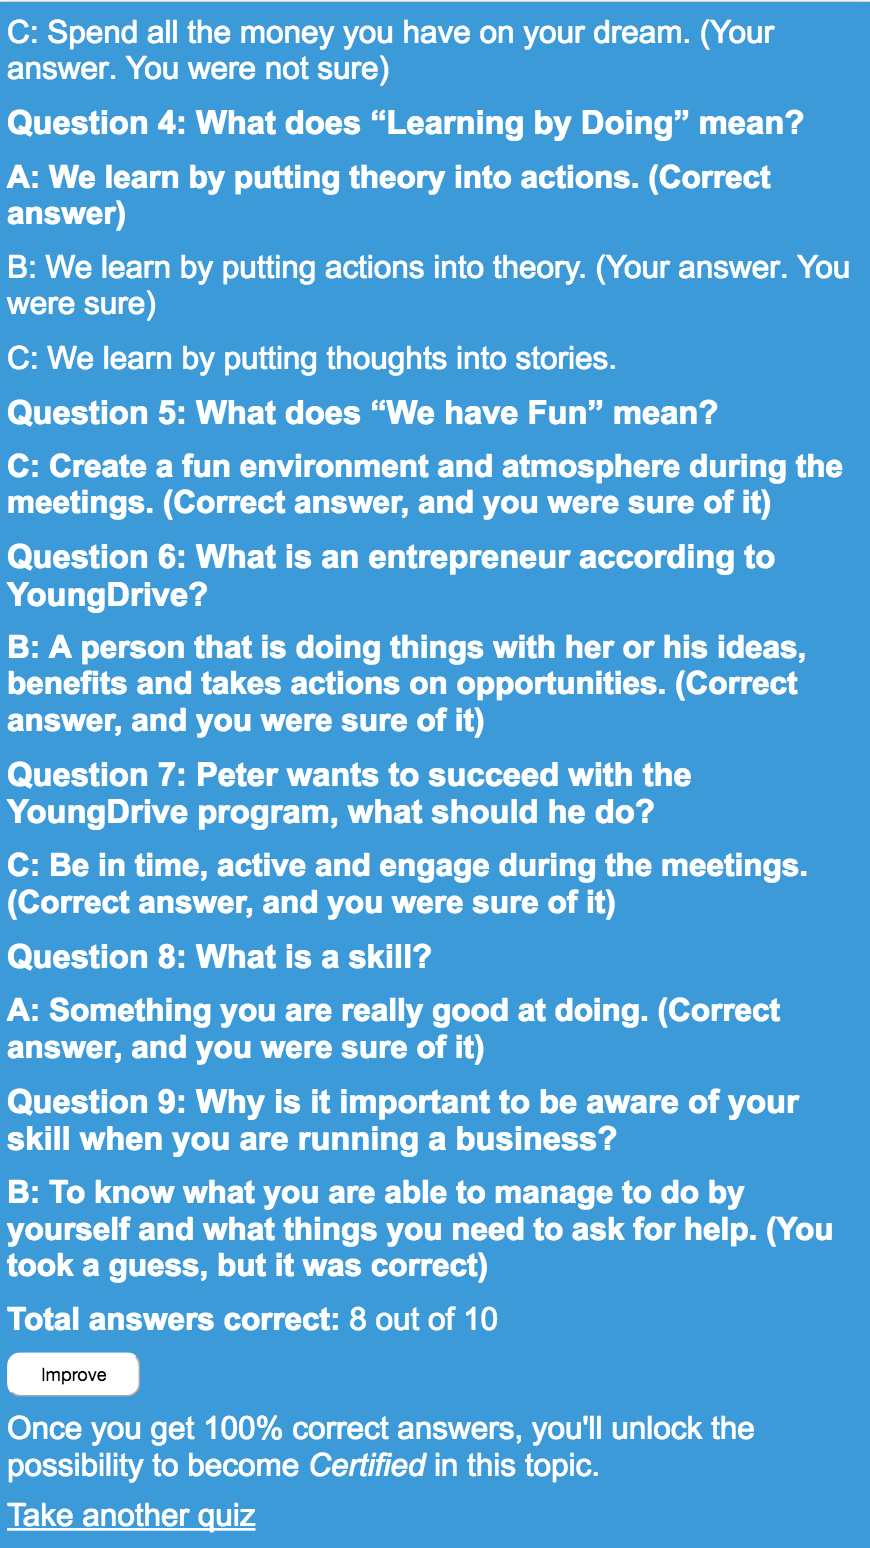 C: Spend all the money you have on your dream. (Your
answer. You were not sure)
Question 4: What does “Learning by Doing” mean?
A: We learn by putting theory into actions. (Correct
answer)
B: We learn by putting actions into theory. (Your answer. You
were sure)
C: We learn by putting thoughts into stories.
Question 5: What does “We have Fun” mean?
C: Create a fun environment and atmosphere during the
meetings. (Correct answer, and you were sure of it)
Question 6: What is an entrepreneur according to
YoungDrive?
B: A person that is doing things with her or his ideas,
benefits and takes actions on opportunities. (Correct
answer, and you were sure of it)
Question 7: Peter wants to succeed with the
YoungDrive program, what should he do?
C: Be in time, active and engage during the meetings.
(Correct answer, and you were sure of it)
Question 8: What is a skill?
A: Something you are really good at doing. (Correct
answer, and you were sure of it)
Question 9: Why is it important to be aware of your
skill when you are running a business?
B: To know what you are able to manage to do by
yourself and what things you need to ask for help. (You
took a guess, but it was correct)
Total answers correct: 8 out of 10
Improve
Once you get 100% correct answers, you'll unlock the
possibility to become Certified in this topic.
Take another quiz